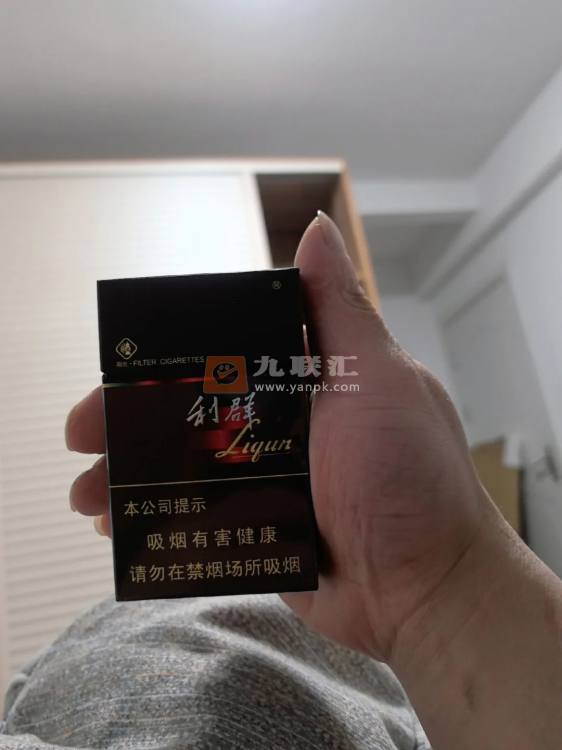 ®
·FILTER CIGARETTES
九联汇
www.yanpk.com
利群
Liqun
本公司提示
吸烟有害健康
请勿在禁烟场所吸烟